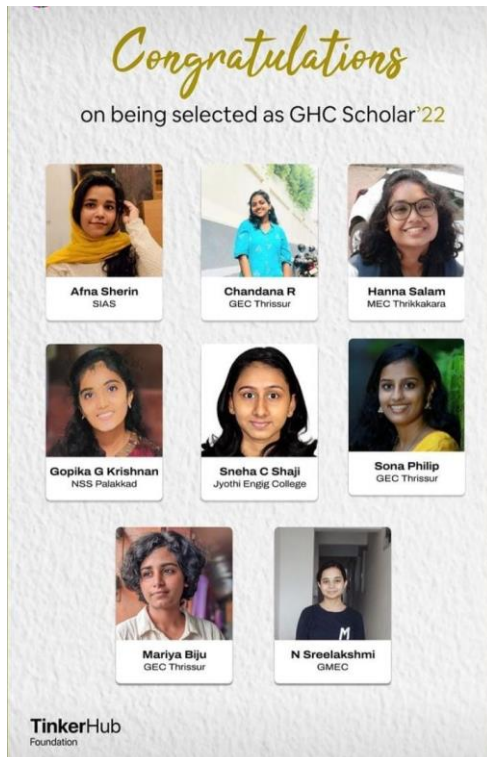 Congratulations
on being selected as GHC Scholar'22
Afna Sherin
SIAS
Chandana R
GEC Thrissur
Hanna Salam
MEC Thrikkakara
Gopika G Krishnan
NSS Palakkad
Sneha C Shaji
Jyothi Engig College
Sona Philip
GEC Thrissur
Mariya Biju
GEC Thrissur
N Sreelakshmi
GMEC
TinkerHub
Foundation